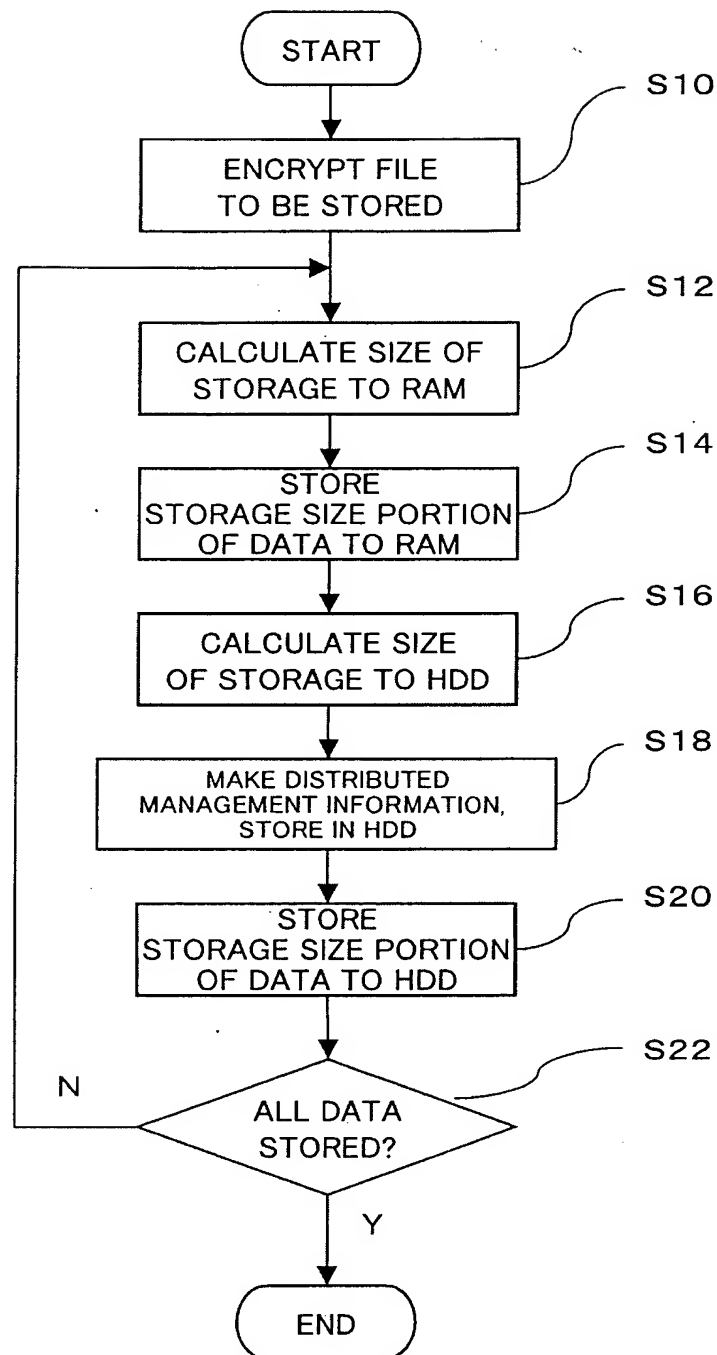 START
S10
ENCRYPT FILE
TO BE STORED
S12
CALCULATE SIZE OF
STORAGE TO RAM
S14
STORE
STORAGE SIZE PORTION
OF DATA TO RAM
S16
CALCULATE SIZE
OF STORAGE TO HDD
S18
MAKE DISTRIBUTED
MANAGEMENT INFORMATION,
STORE IN HDD
S20
STORE
STORAGE SIZE PORTION
OF DATA TO HDD
S22
N
ALL DATA
STORED?
Y
END